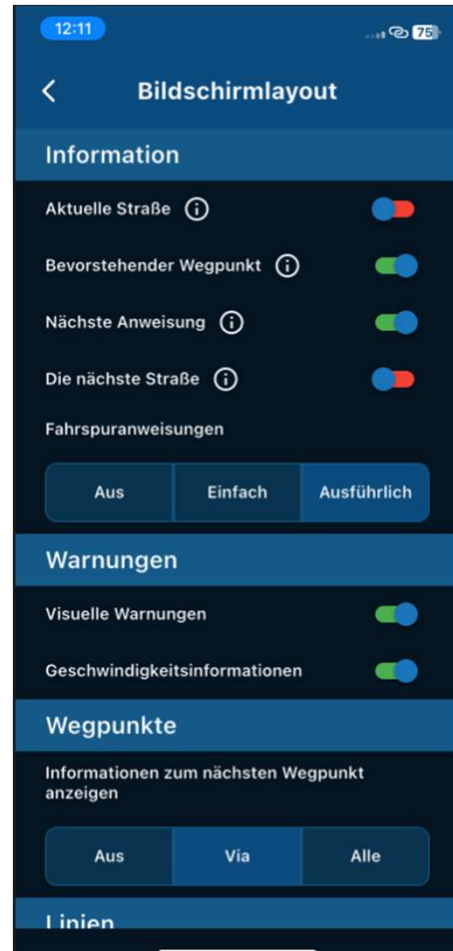 12:11
75
Bildschirmlayout
Information
Aktuelle Straße
Bevorstehender Wegpunkt
Nächste Anweisung
Die nächste Straße
Fahrspuranweisungen
Aus Einfach Ausführlich
Warnungen
Visuelle Warnungen
Geschwindigkeitsinformationen
Wegpunkte
Informationen zum nächsten Wegpunkt
anzeigen
Aus Via Alle
Linien